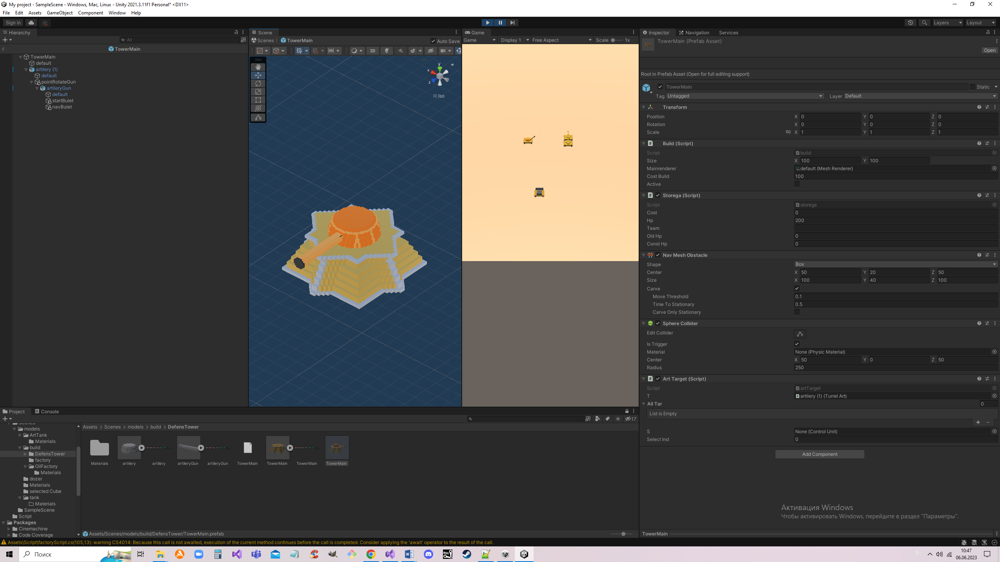 My project - SampleScene - Windows, Mac, Linux - Unity 2021.3.11f1 Personal* <DX11>
File Edit Assets GameObject Component Window Help
Sign in
Layers Layout
Hierarchy
All
TowerMain
TowerMain
default
artilery (1)
default
pointRotateGun
artileryGun
default
startBulet
navBulet
Scene
Scenes | TowerMain Auto Save
2D
y
x
z
Iso
Game
Game Display 1 Free Aspect Scale 1x
Inspector Navigation Services
TowerMain (Prefab Asset)
Open
Root in Prefab Asset (Open for full editing support)
TowerMain Static
Tag Untagged Layer Default
Transform
Position X 0 Y 0 Z 0
Rotation X 0 Y 0 Z 0
Scale X 1 Y 1 Z 1
Build (Script)
Script build
Size X 100 Y 100
Mainrenderer default (Mesh Renderer)
Cost Build 100
Active
Storega (Script)
Script storega
Cost 0
Hp 200
Team
Old Hp 0
Const Hp 0
Nav Mesh Obstacle
Shape Box
Center X 50 Y 20 Z 50
Size X 100 Y 40 Z 100
Carve
Move Threshold 0.1
Time To Stationary 0.5
Carve Only Stationary
Sphere Collider
Edit Collider
Is Trigger
Material None (Physic Material)
Center X 50 Y 0 Z 50
Radius 250
Art Target (Script)
Script artTarget
T artilery (1) (Turrel Art)
All Tar 0
List is Empty
S None (Control Unit)
Select Ind 0
Add Component
Активация Windows
Чтобы активировать Windows, перейдите в раздел "Параметры".
TowerMain
Project Console
17
Scenes
models
ArtTank
Materials
build
DefensTower
factory
OilFactory
Materials
dozer
Materials
selected Cube
tank
Materials
SampleScene
Script
Packages
Cinemachine
Code Coverage
Assets > Scenes > models > build > DefensTower
Materials artilery artilery artileryGun artileryGun TowerMain TowerMain TowerMain TowerMain
Assets/Scenes/models/build/DefensTower/TowerMain.prefab
Assets\Script\factoryScript.cs(105,13): warning CS4014: Because this call is not awaited, execution of the current method continues before the call is completed. Consider applying the 'await' operator to the result of the call.
Поиск
10:47
06.06.2023